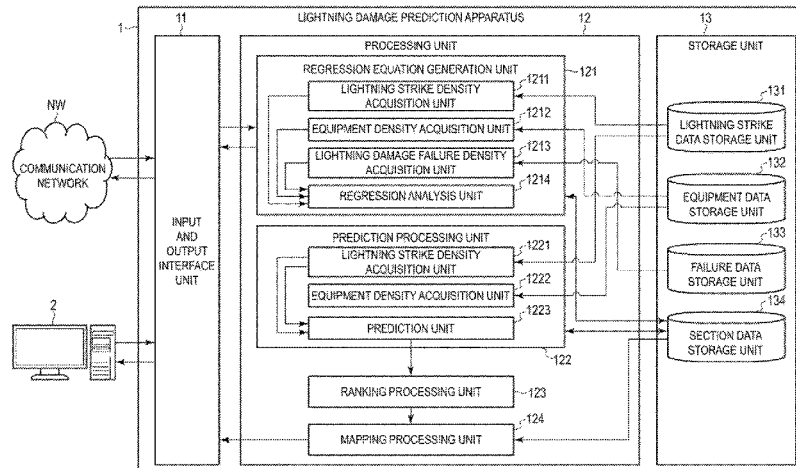 LIGHTNING DAMAGE PREDICTION APPARATUS
1
11
12
13
PROCESSING UNIT
STORAGE UNIT
REGRESSION EQUATION GENERATION UNIT
121
LIGHTNING STRIKE DENSITY
ACQUISITION UNIT
1211
EQUIPMENT DENSITY ACQUISITION UNIT
1212
LIGHTNING DAMAGE FAILURE DENSITY
ACQUISITION UNIT
1213
REGRESSION ANALYSIS UNIT
1214
131
LIGHTNING STRIKE
DATA STORAGE UNIT
132
EQUIPMENT DATA
STORAGE UNIT
133
FAILURE DATA
STORAGE UNIT
134
SECTION DATA
STORAGE UNIT
NW
COMMUNICATION
NETWORK
INPUT
AND
OUTPUT
INTERFACE
UNIT
2
PREDICTION PROCESSING UNIT
LIGHTNING STRIKE DENSITY
ACQUISITION UNIT
1221
EQUIPMENT DENSITY ACQUISITION UNIT
1222
PREDICTION UNIT
1223
122
RANKING PROCESSING UNIT
123
MAPPING PROCESSING UNIT
124